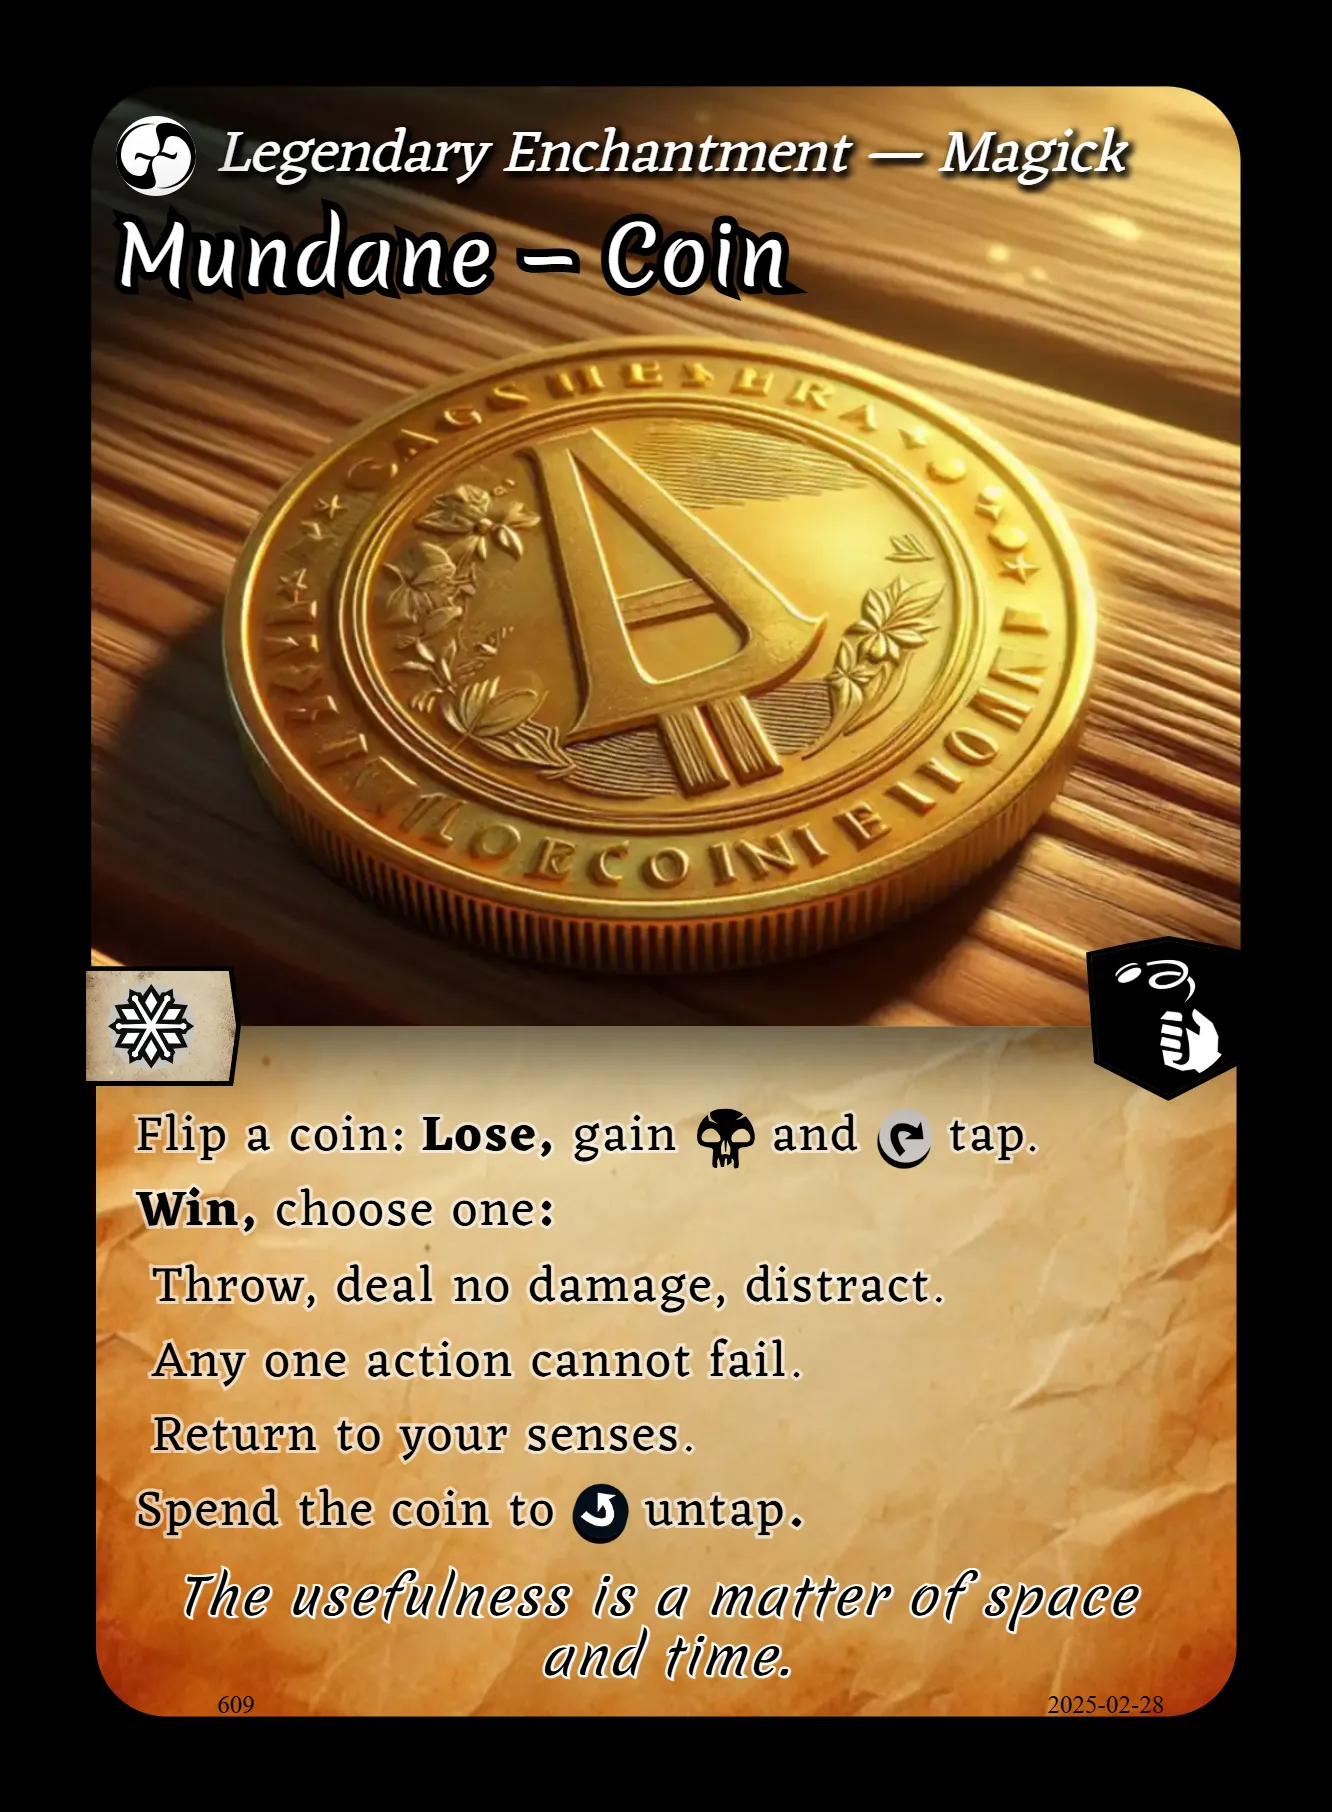 Legendary Enchantment — Magick
Mundane – Coin
Flip a coin: Lose, gain and tap.
Win, choose one:
Throw, deal no damage, distract.
Any one action cannot fail.
Return to your senses.
Spend the coin to untap.
The usefulness is a matter of space
and time.
609
2025-02-28